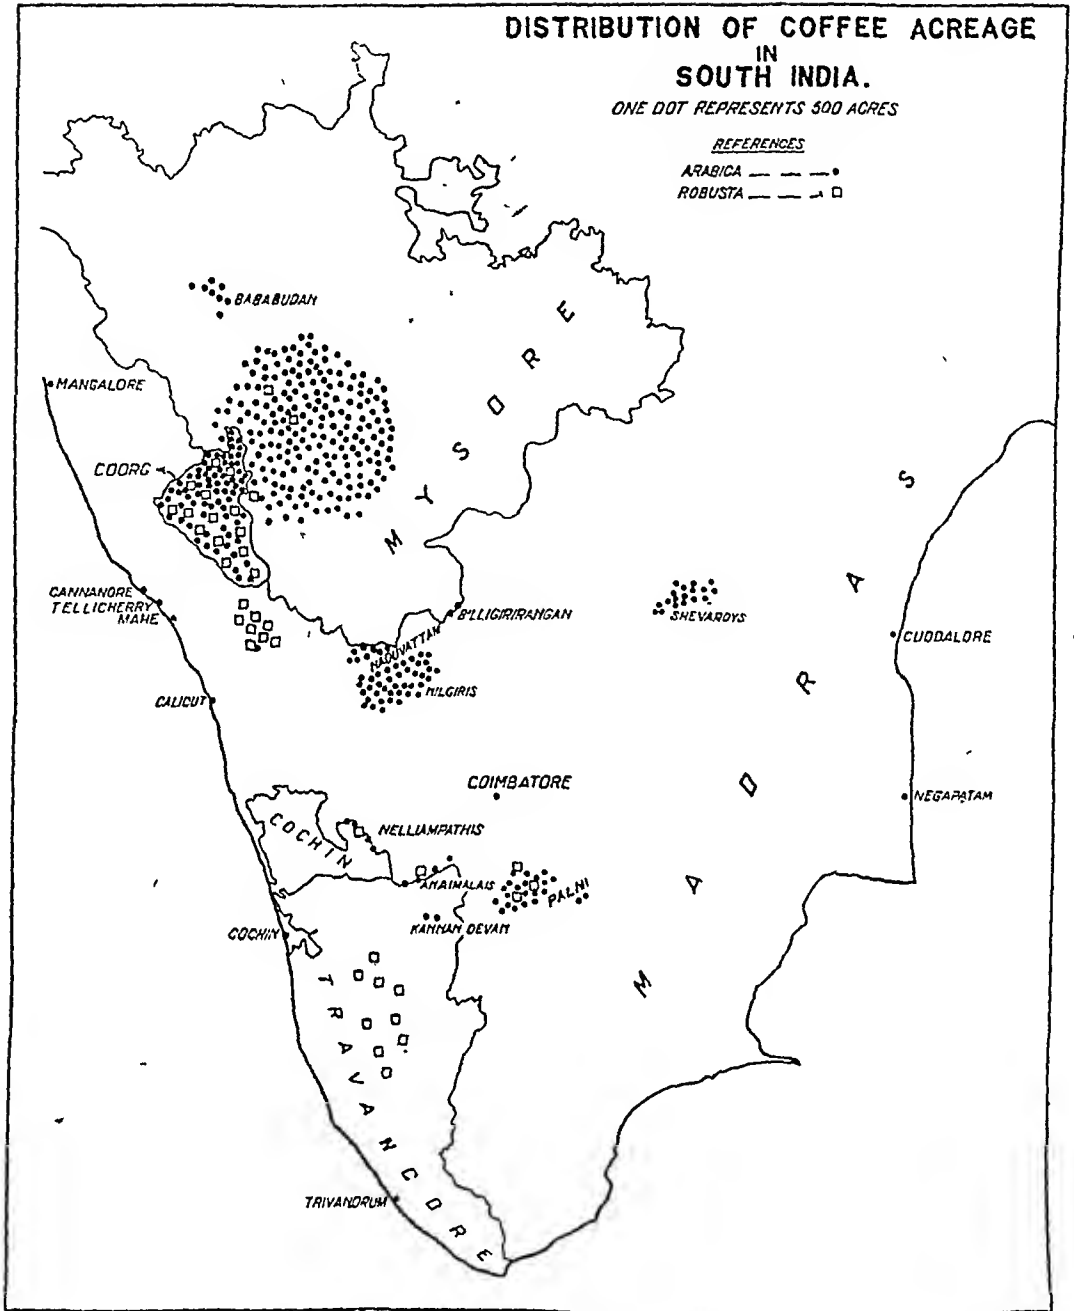 DISTRIBUTION OF COFFEE ACREAGE
IN
SOUTH INDIA.
ONE DOT REPRESENTS 500 ACRES
REFERENCES
ARABICA
ROBUSTA
BABABUDAN
MYSORE
MANGALORE
COORG
CANNANORE
TELLICHERRY
MAHE
B'LLIGIRIRANGAN
SHEVAROYS
CUDDALORE
NADUVATTAM
NILGIRIS
CALICUT
COIMBATORE
NEGAPATAM
COCHIN
NELLIAMPATHIS
ANAIMALAIS
PALNI
KANNAN DEVAN
COCHIN
MADRAS
TRAVANCORE
TRIVANDRUM